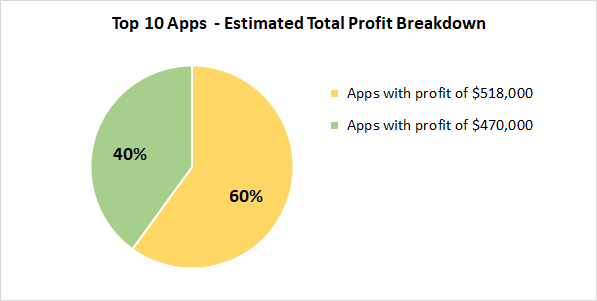 Top 10 Apps - Estimated Total Profit Breakdown
Apps with profit of $518,000
Apps with profit of $470,000
40%
60%